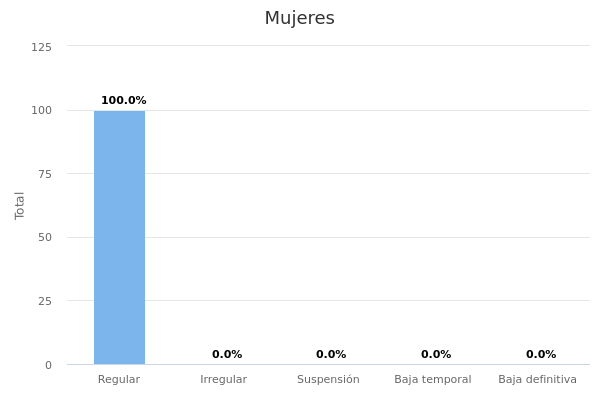 Mujeres
125
100
75
50
25
0
Total
100.0%
0.0%
0.0%
0.0%
0.0%
Regular
Irregular
Suspensión
Baja temporal
Baja definitiva